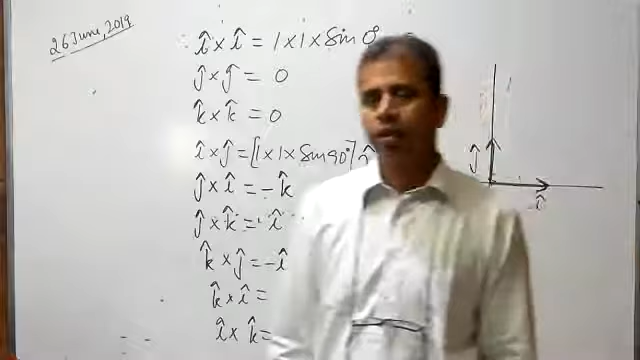 26 June, 2019
î × î = 1 × 1 × Sin 0°
ĵ × ĵ = 0
k̂ × k̂ = 0
î × ĵ = [1 × 1 × Sin 90°] n̂
ĵ × î = -k̂
ĵ × k̂ = î
k̂ × ĵ = -î
k̂ × î =
î × k̂ =
ĵ
î